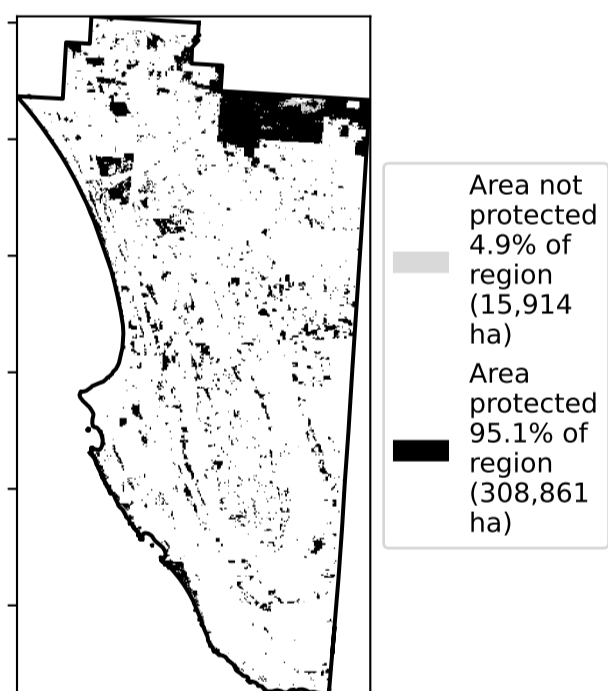 Area not
protected
4.9% of
region
(15,914
ha)
Area
protected
95.1% of
region
(308,861
ha)